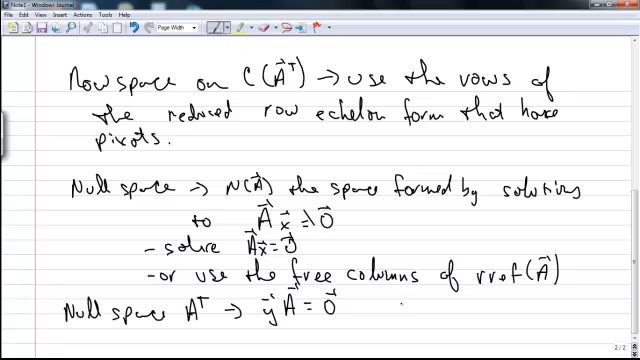 Note1 - Windows Journal
File Edit View Insert Actions Tools Help
Page Width
Row space on C(A⃗ᵀ) → use the rows of
the reduced row echelon form that have
pivots.
Null space → N(A⃗) the space formed by solutions
to A⃗x⃗ = 0⃗
- solve A⃗x⃗ = 0⃗
- or use the free columns of rref(A⃗)
Null space Aᵀ → y⃗A⃗ = 0⃗
2 / 2